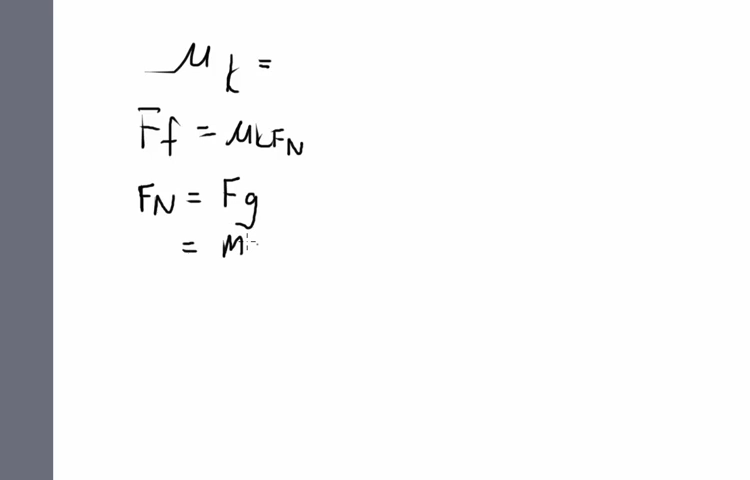 μk =
Ff = μkFN
FN = Fg
= m